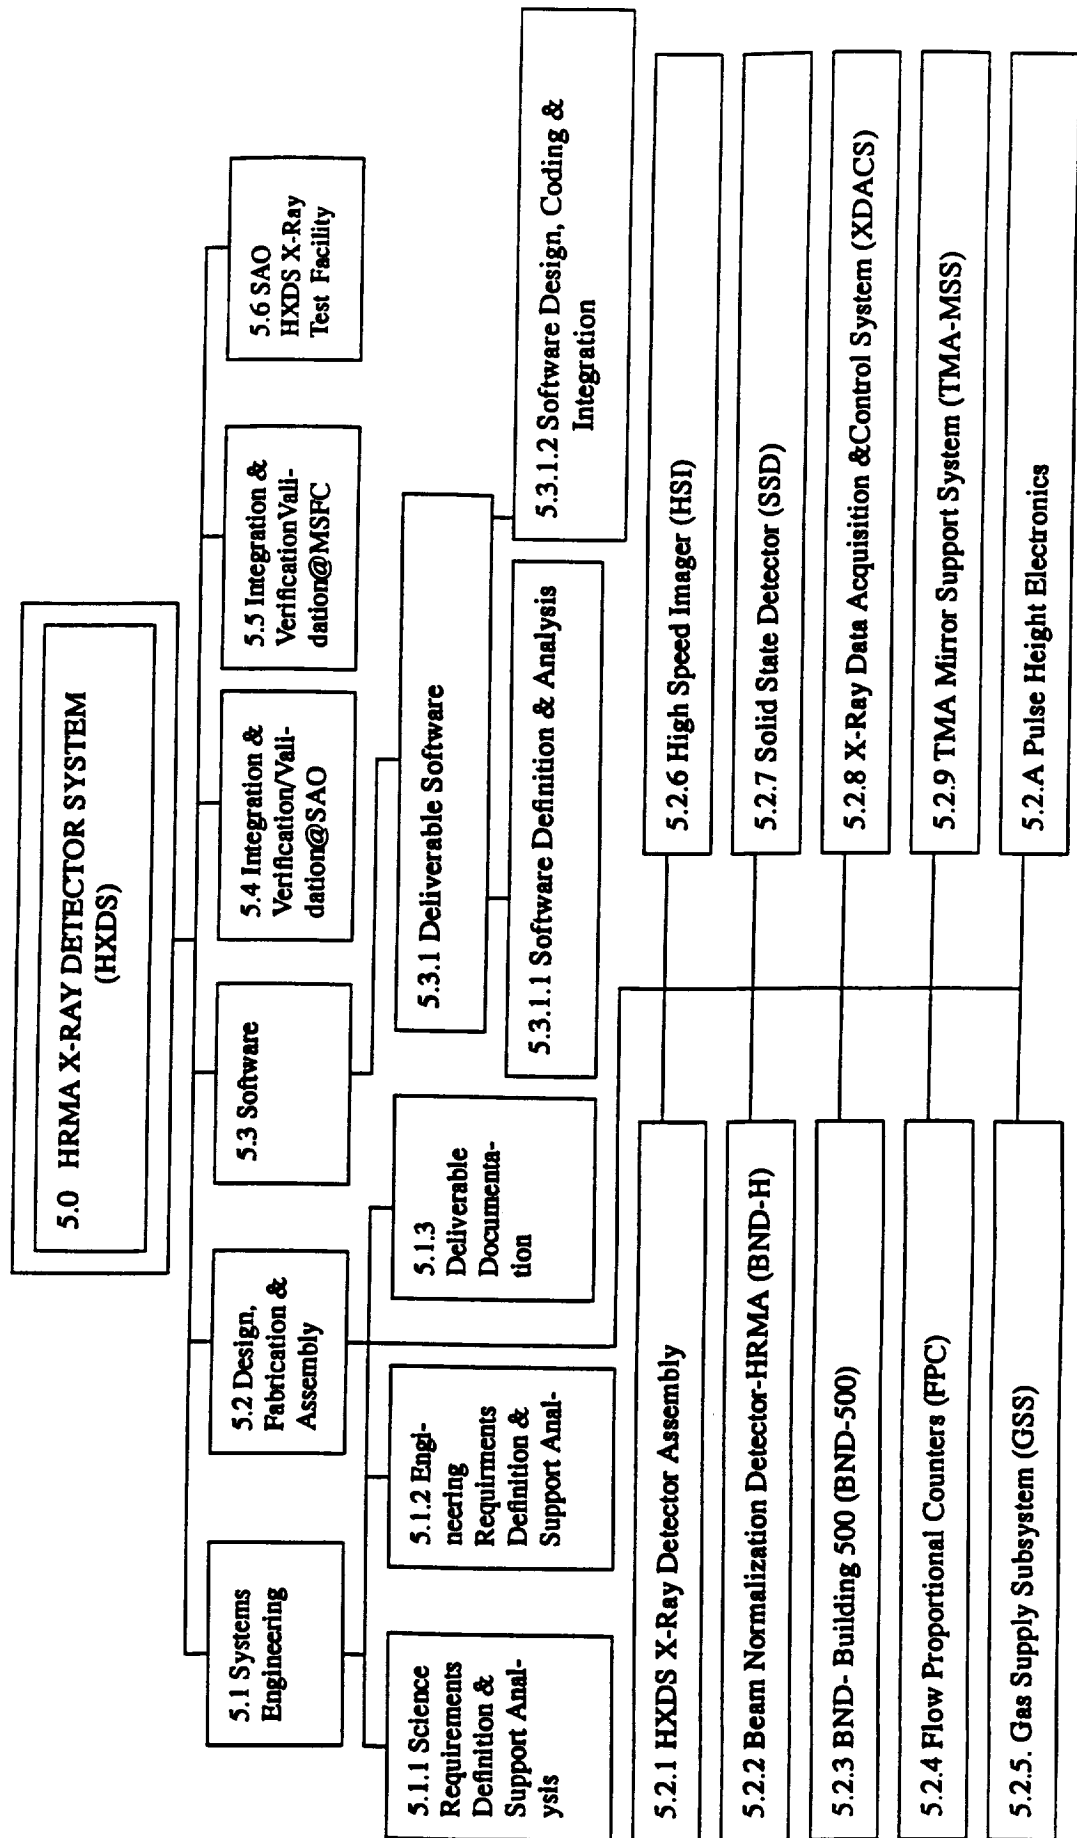 5.0 HRMA X-RAY DETECTOR SYSTEM
(HXDS)
5.1 Systems
Engineering
5.2 Design,
Fabrication &
Assembly
5.3 Software
5.4 Integration &
Verification/Vali-
dation@SAO
5.5 Integration &
VerificationVali-
dation@MSFC
5.6 SAO
HXDS X-Ray
Test Facility
5.1.1 Science
Requirements
Definition &
Support Anal-
ysis
5.1.2 Engi-
neering
Requirments
Definition &
Support Anal-
5.1.3
Deliverable
Documenta-
tion
5.3.1 Deliverable Software
5.3.1.1 Software Definition & Analysis
5.3.1.2 Software Design, Coding &
Integration
5.2.1 HXDS X-Ray Detector Assembly
5.2.2 Beam Normalization Detector-HRMA (BND-H)
5.2.3 BND- Building 500 (BND-500)
5.2.4 Flow Proportional Counters (FPC)
5.2.5. Gas Supply Subsystem (GSS)
5.2.6 High Speed Imager (HSI)
5.2.7 Solid State Detector (SSD)
5.2.8 X-Ray Data Acquisition &Control System (XDACS)
5.2.9 TMA Mirror Support System (TMA-MSS)
5.2.A Pulse Height Electronics